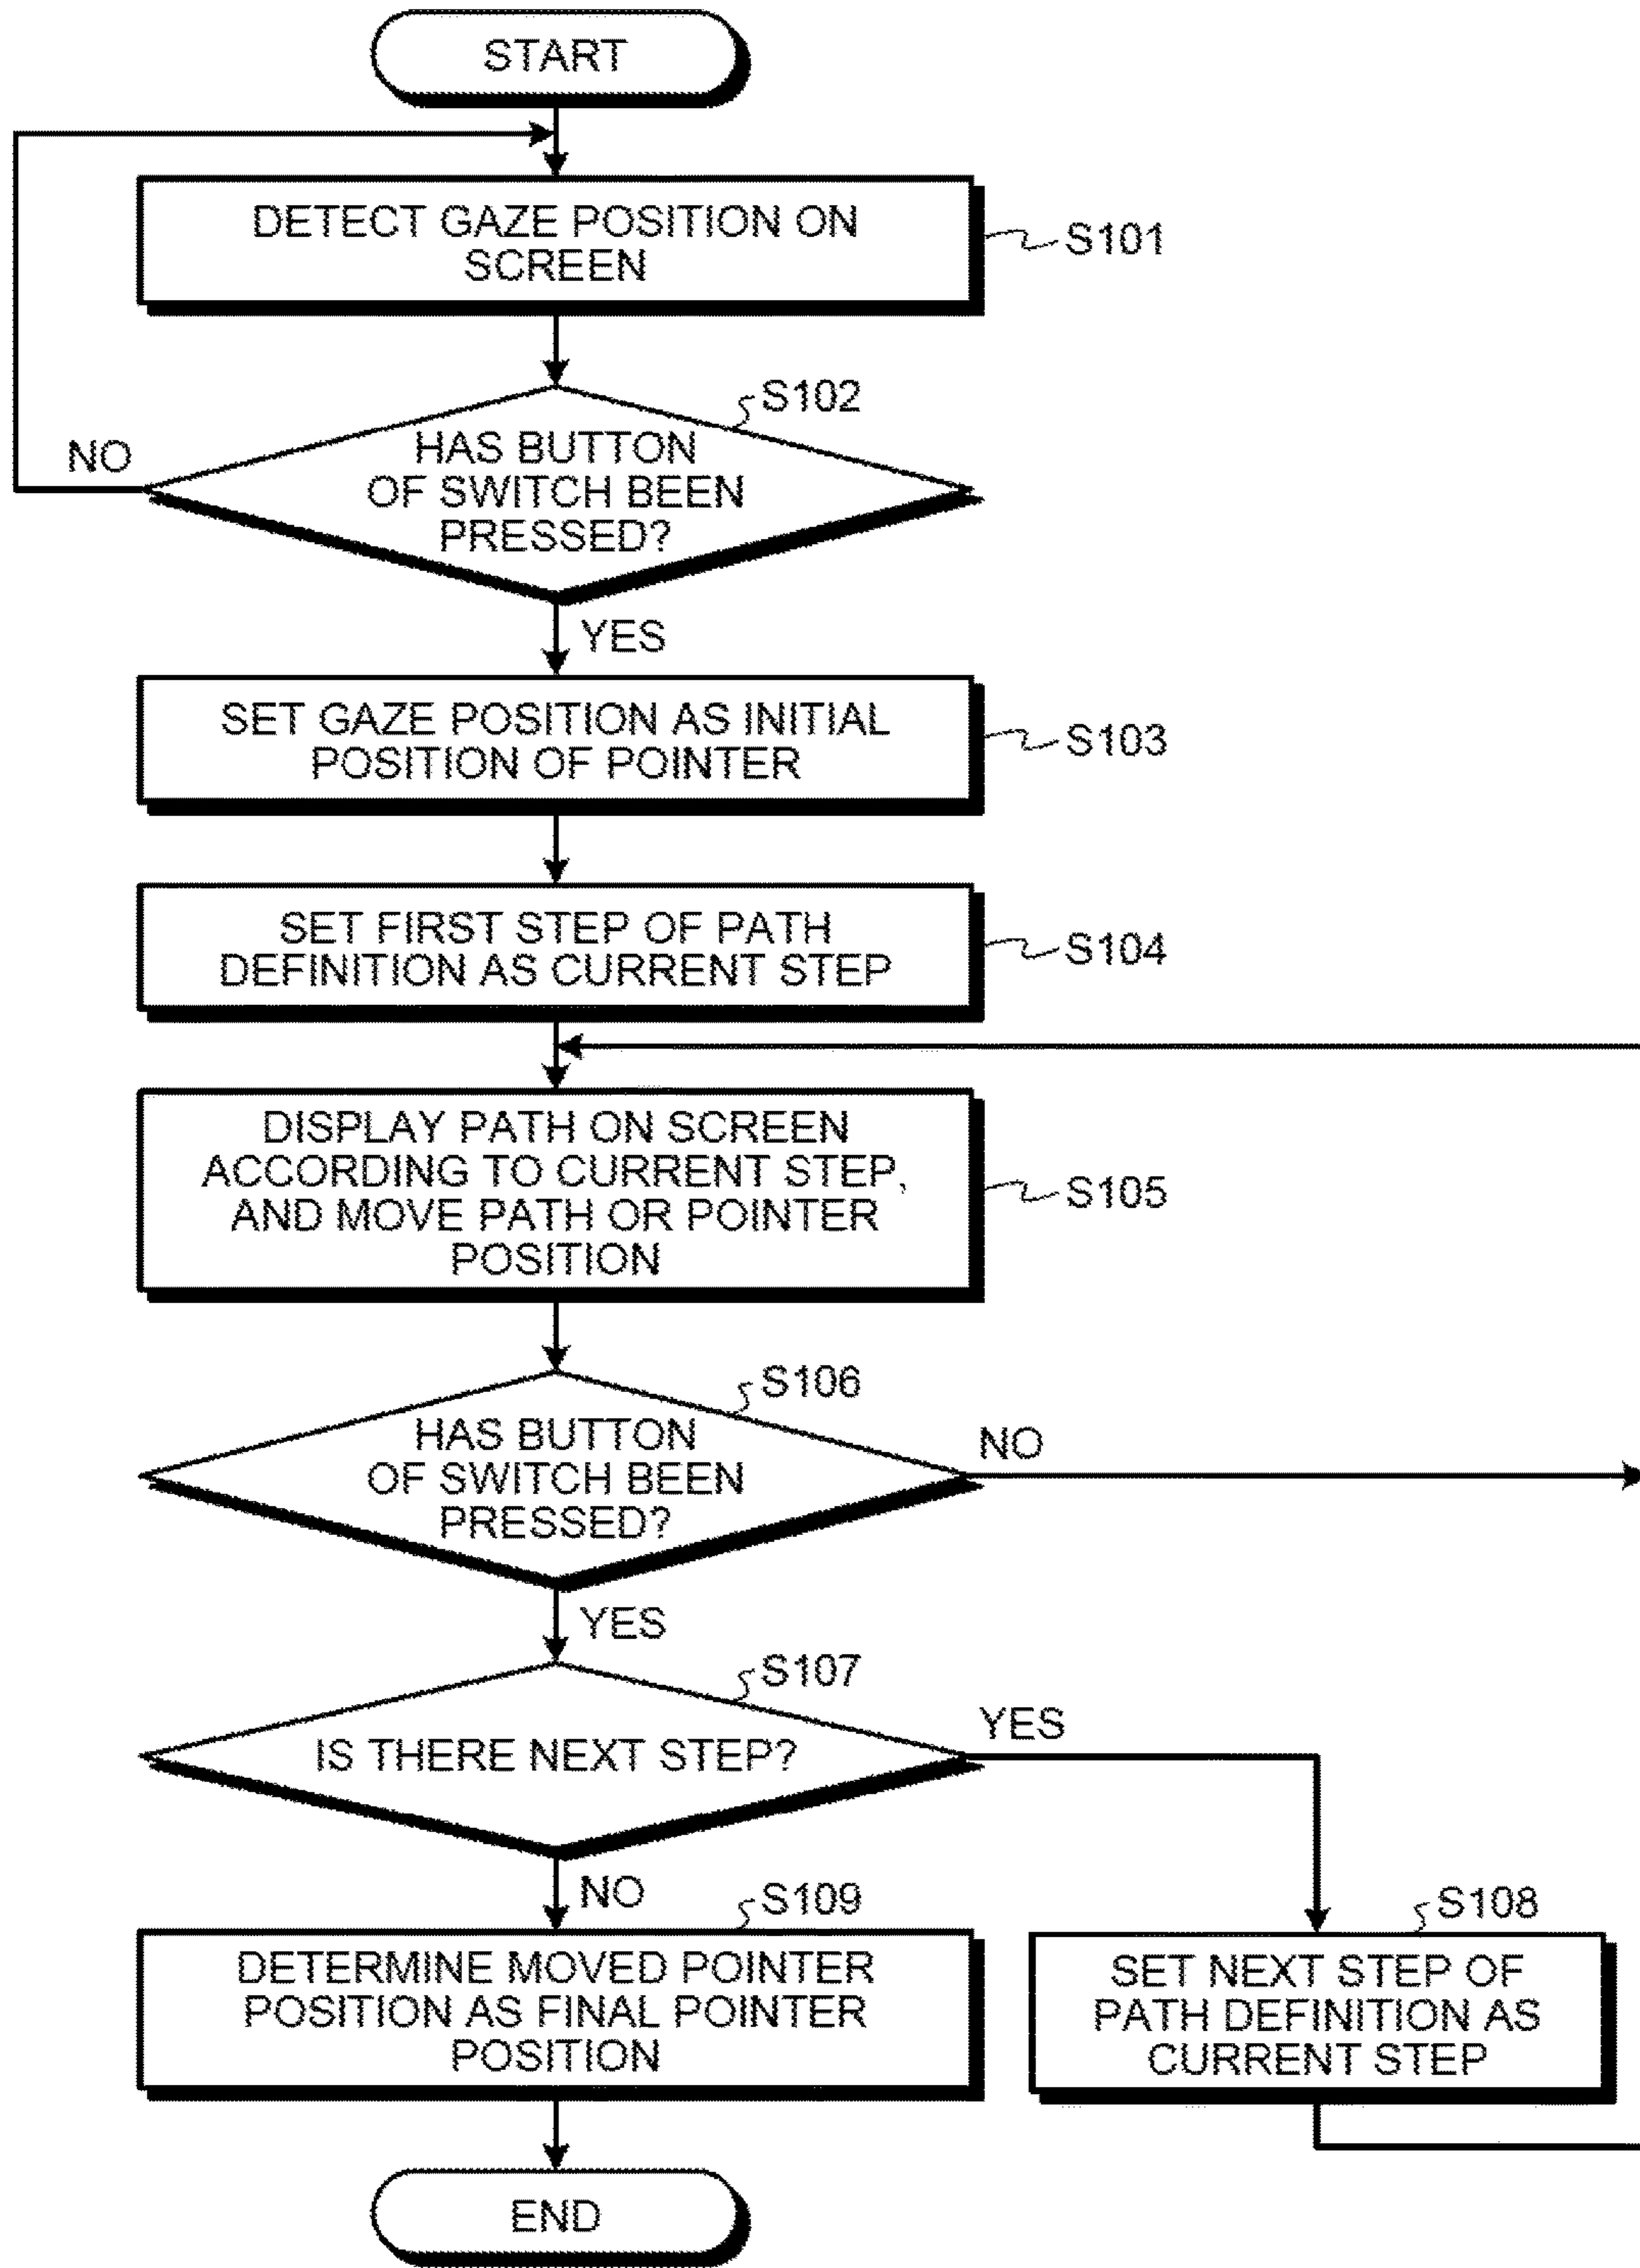 START
DETECT GAZE POSITION ON
SCREEN
S101
S102
HAS BUTTON
OF SWITCH BEEN
PRESSED?
NO
YES
SET GAZE POSITION AS INITIAL
POSITION OF POINTER
S103
SET FIRST STEP OF PATH
DEFINITION AS CURRENT STEP
S104
DISPLAY PATH ON SCREEN
ACCORDING TO CURRENT STEP,
AND MOVE PATH OR POINTER
POSITION
S105
S106
HAS BUTTON
OF SWITCH BEEN
PRESSED?
NO
YES
S107
IS THERE NEXT STEP?
YES
NO
S109
DETERMINE MOVED POINTER
POSITION AS FINAL POINTER
POSITION
S108
SET NEXT STEP OF
PATH DEFINITION AS
CURRENT STEP
END